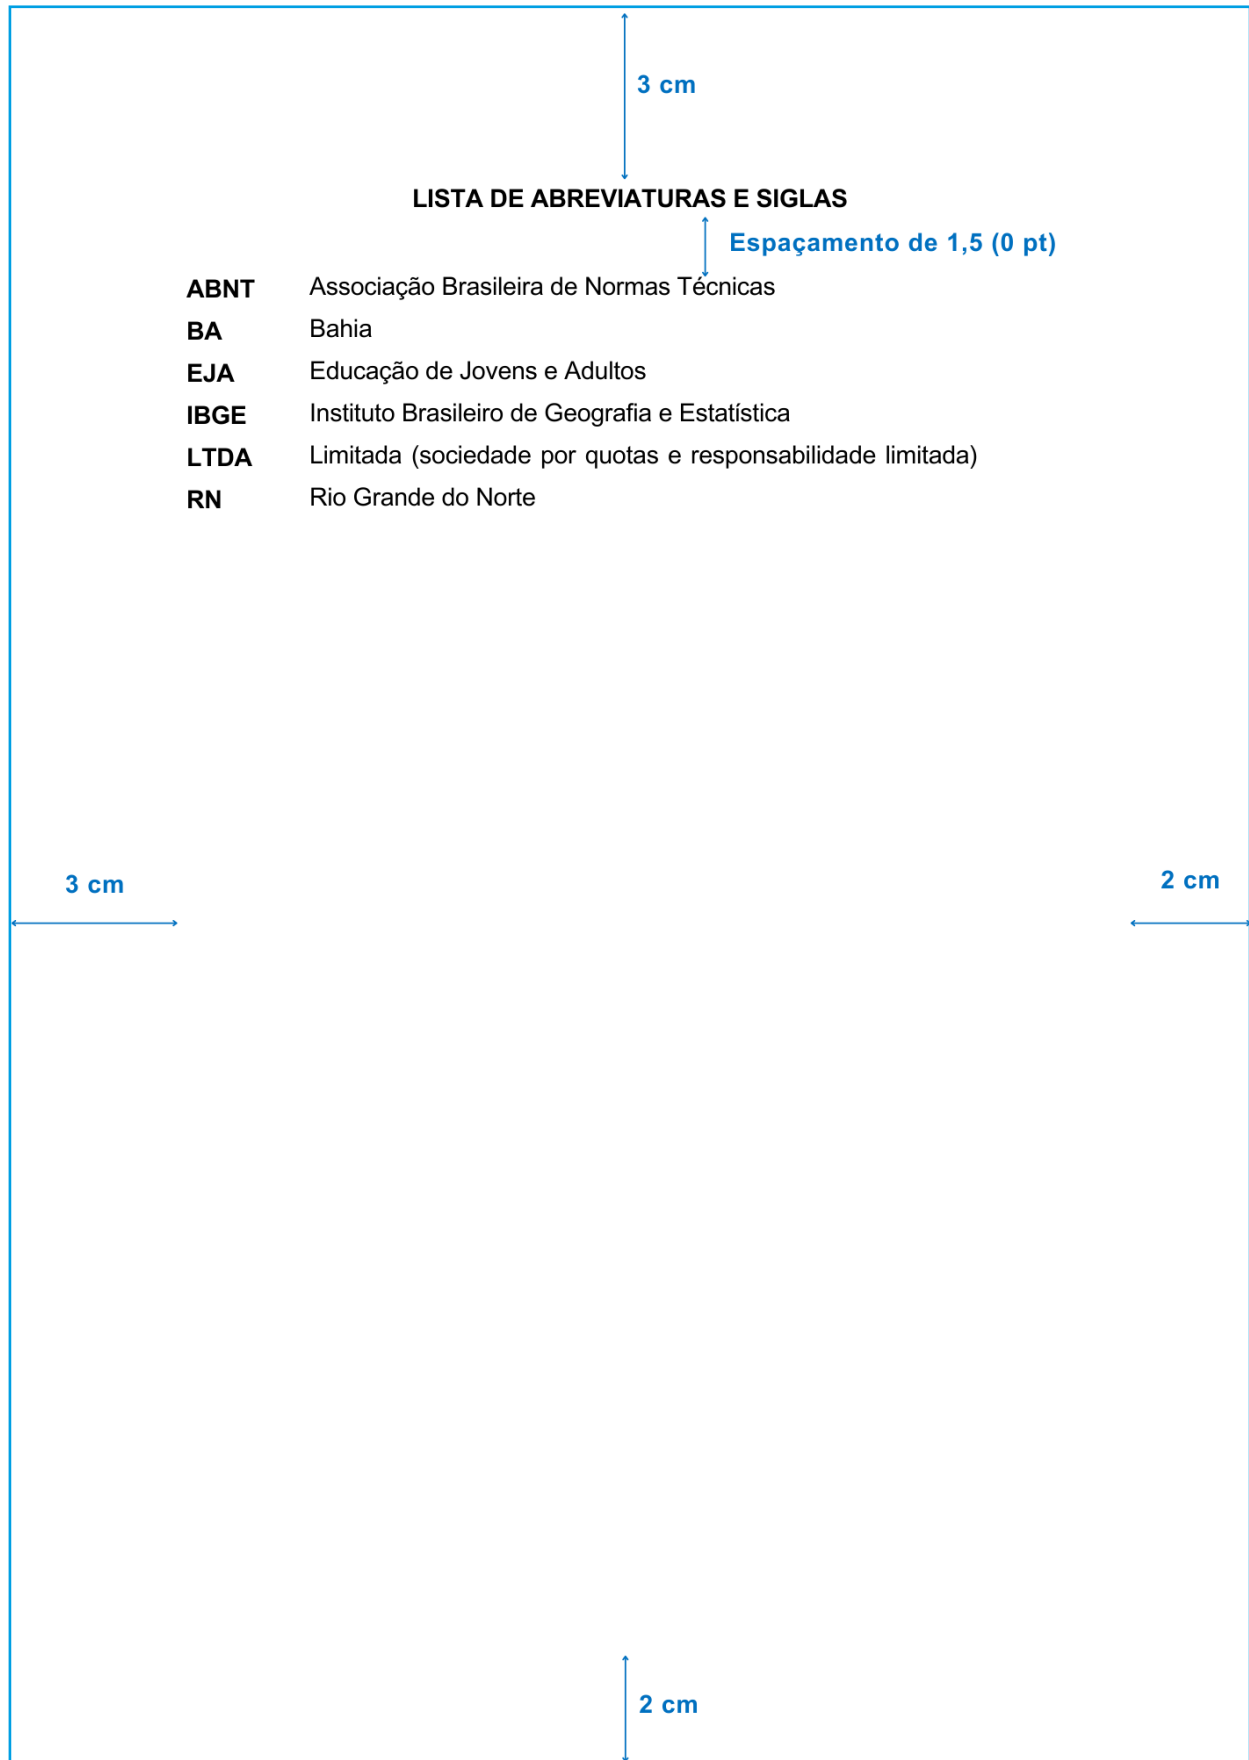 3 cm
LISTA DE ABREVIATURAS E SIGLAS
Espaçamento de 1,5 (0 pt)
ABNT Associação Brasileira de Normas Técnicas
BA Bahia
EJA Educação de Jovens e Adultos
IBGE Instituto Brasileiro de Geografia e Estatística
LTDA Limitada (sociedade por quotas e responsabilidade limitada)
RN Rio Grande do Norte
3 cm 2 cm
2 cm